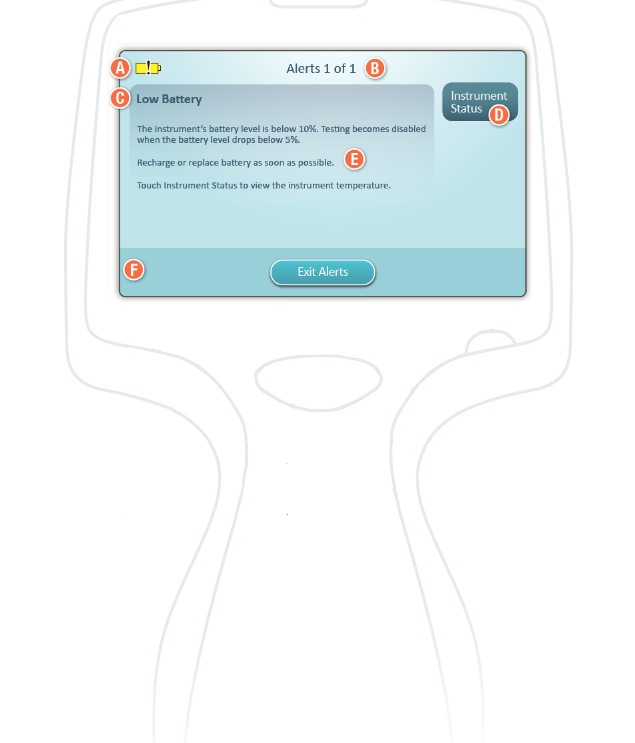 A
Alerts 1 of 1 B
C Low Battery
Instrument
Status D
The instrument's battery level is below 10%. Testing becomes disabled
when the battery level drops below 5%.
Recharge or replace battery as soon as possible. E
Touch Instrument Status to view the instrument temperature.
F
Exit Alerts